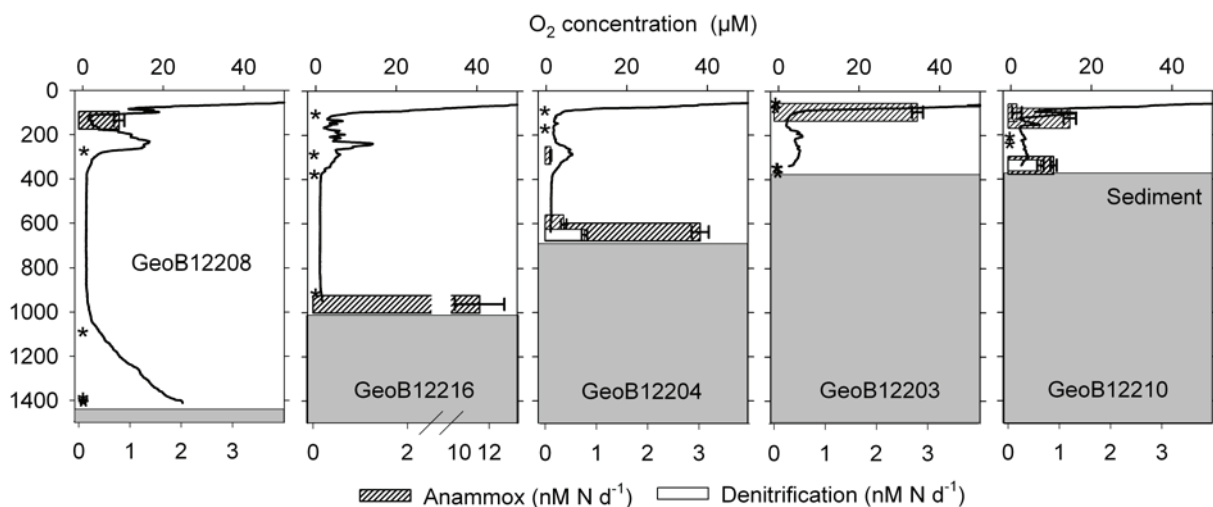 O₂ concentration (µM)
0 20 40 0 20 40 0 20 40 0 20 40 0 20 40
0
200
400
600
800
1000
1200
1400
GeoB12208
GeoB12216
GeoB12204
GeoB12203
GeoB12210
Sediment
* * * *
* * * *
* *
* * *
* *
0 1 2 3 0 2 10 12 0 1 2 3 0 1 2 3 0 1 2 3
Anammox (nM N d⁻¹) Denitrification (nM N d⁻¹)